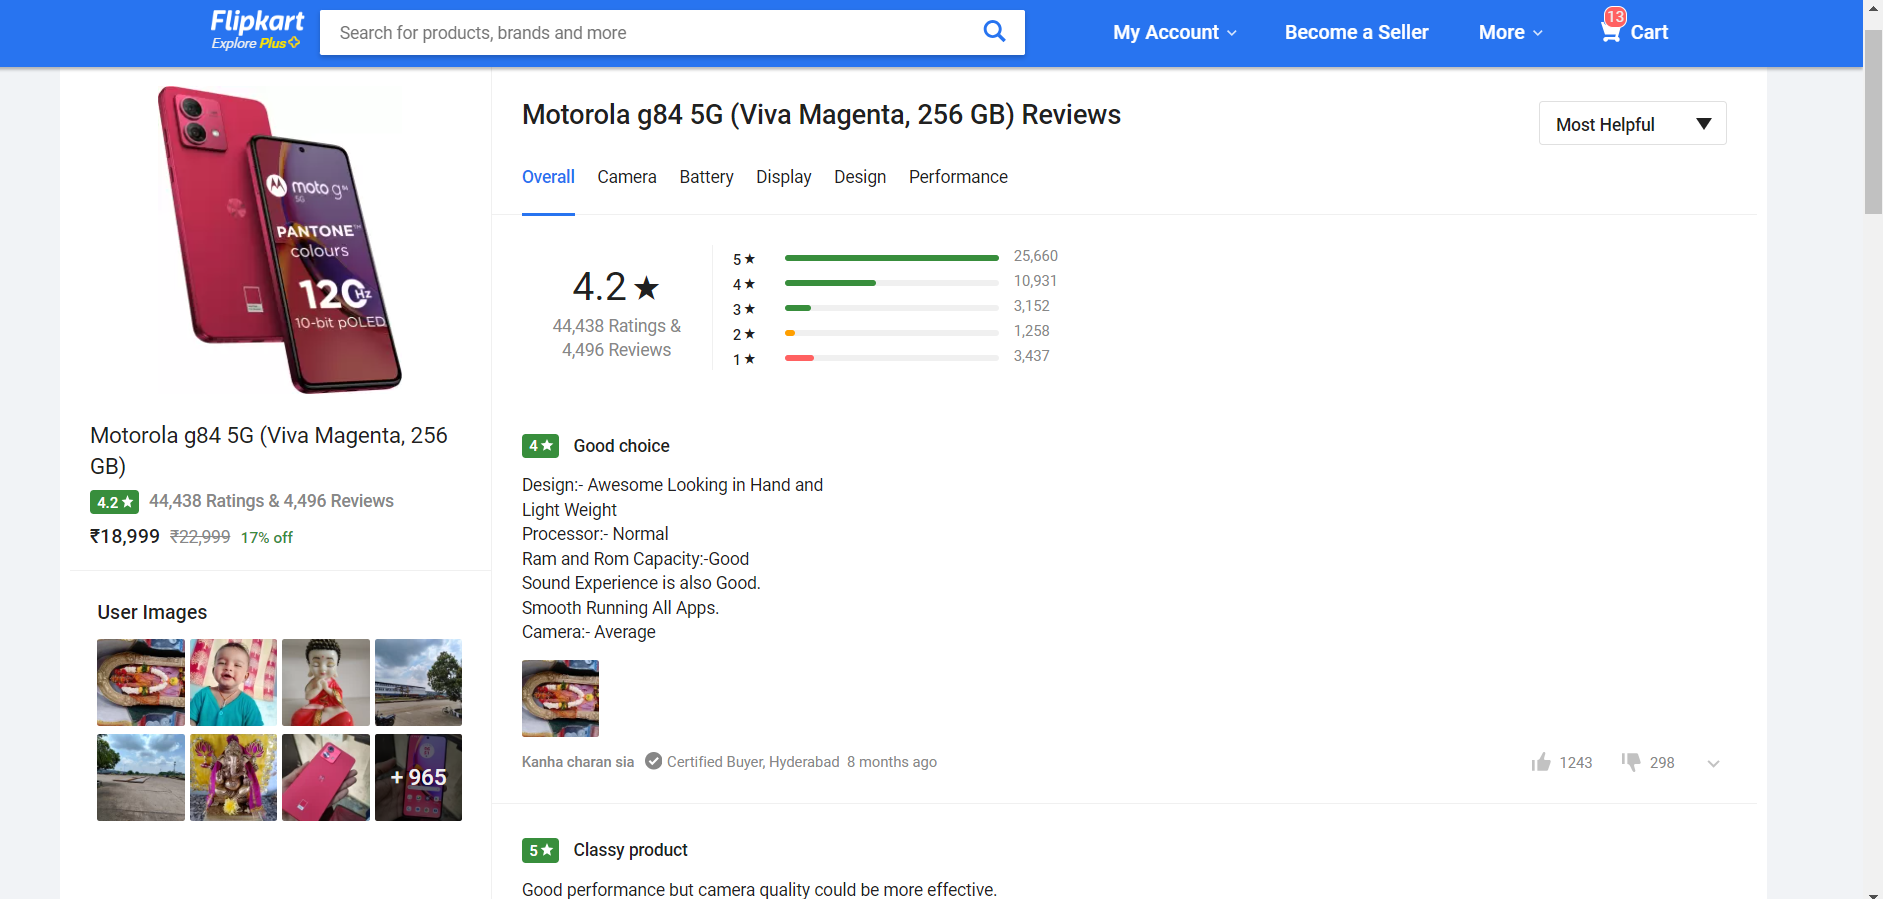 Flipkart
Explore Plus
Search for products, brands and more
My Account
Become a Seller
More
13
Cart
moto g84
5G
PANTONE™
colours
120Hz
10-bit pOLED
Motorola g84 5G (Viva Magenta, 256
GB)
4.2★ 44,438 Ratings & 4,496 Reviews
₹18,999 ₹22,999 17% off
User Images
+ 965
Motorola g84 5G (Viva Magenta, 256 GB) Reviews
Most Helpful
Overall Camera Battery Display Design Performance
4.2★
44,438 Ratings &
4,496 Reviews
5★ 25,660
4★ 10,931
3★ 3,152
2★ 1,258
1★ 3,437
4★ Good choice
Design:- Awesome Looking in Hand and
Light Weight
Processor:- Normal
Ram and Rom Capacity:-Good
Sound Experience is also Good.
Smooth Running All Apps.
Camera:- Average
Kanha charan sia Certified Buyer, Hyderabad 8 months ago
1243 298
5★ Classy product
Good performance but camera quality could be more effective.